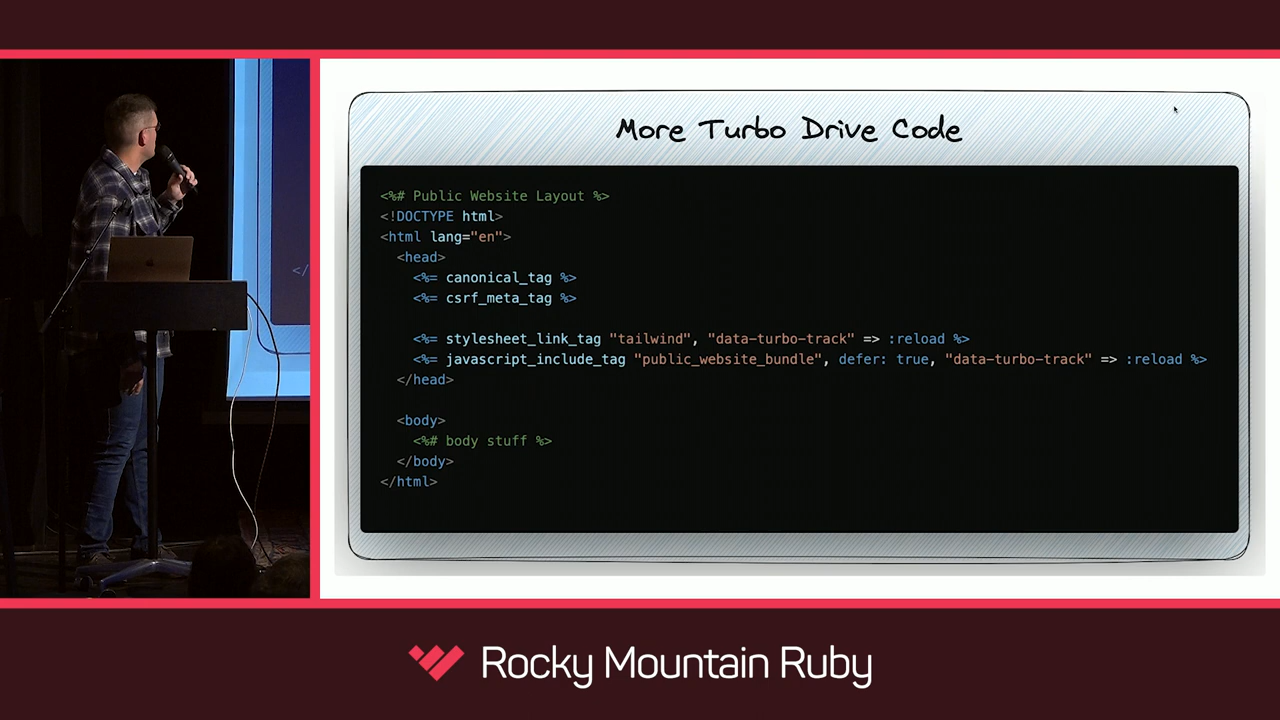 More Turbo Drive Code
<%# Public Website Layout %>
<!DOCTYPE html>
<html lang="en">
  <head>
    <%= canonical_tag %>
    <%= csrf_meta_tag %>
    <%= stylesheet_link_tag "tailwind", "data-turbo-track" => :reload %>
    <%= javascript_include_tag "public_website_bundle", defer: true, "data-turbo-track" => :reload %>
  </head>
  <body>
    <%# body stuff %>
  </body>
</html>
</
Rocky Mountain Ruby